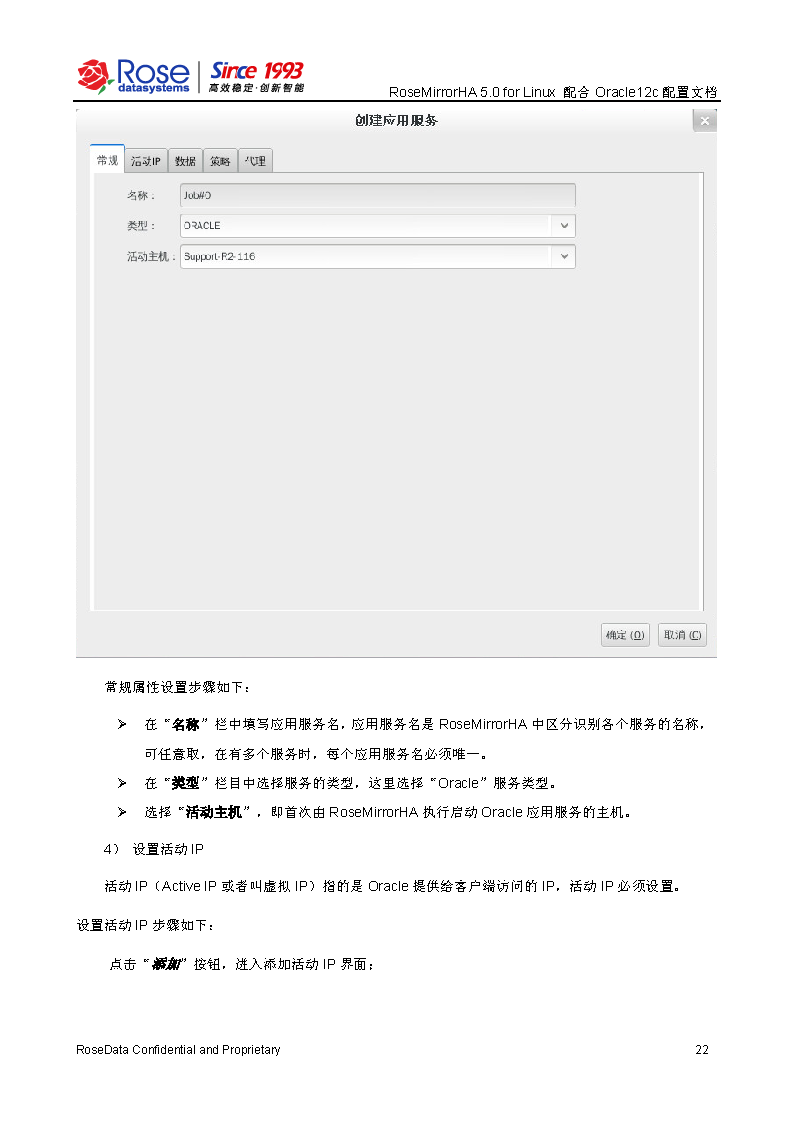 Rose
datasystems
Since 1993
高效稳定·创新智能
RoseMirrorHA 5.0 for Linux 配合 Oracle12c 配置文档
创建应用服务
常规 活动IP 数据 策略 代理
名称： Job#0
类型： ORACLE
活动主机： Support-R2-116
确定 (O) 取消 (C)
常规属性设置步骤如下：
➢ 在“名称”栏中填写应用服务名，应用服务名是 RoseMirrorHA 中区分识别各个服务的名称，
可任意取，在有多个服务时，每个应用服务名必须唯一。
➢ 在“类型”栏目中选择服务的类型，这里选择“Oracle”服务类型。
➢ 选择“活动主机”，即首次由 RoseMirrorHA 执行启动 Oracle 应用服务的主机。
4） 设置活动 IP
活动 IP（Active IP 或者叫虚拟 IP）指的是 Oracle 提供给客户端访问的 IP，活动 IP 必须设置。
设置活动 IP 步骤如下：
点击“添加”按钮，进入添加活动 IP 界面；
RoseData Confidential and Proprietary 22